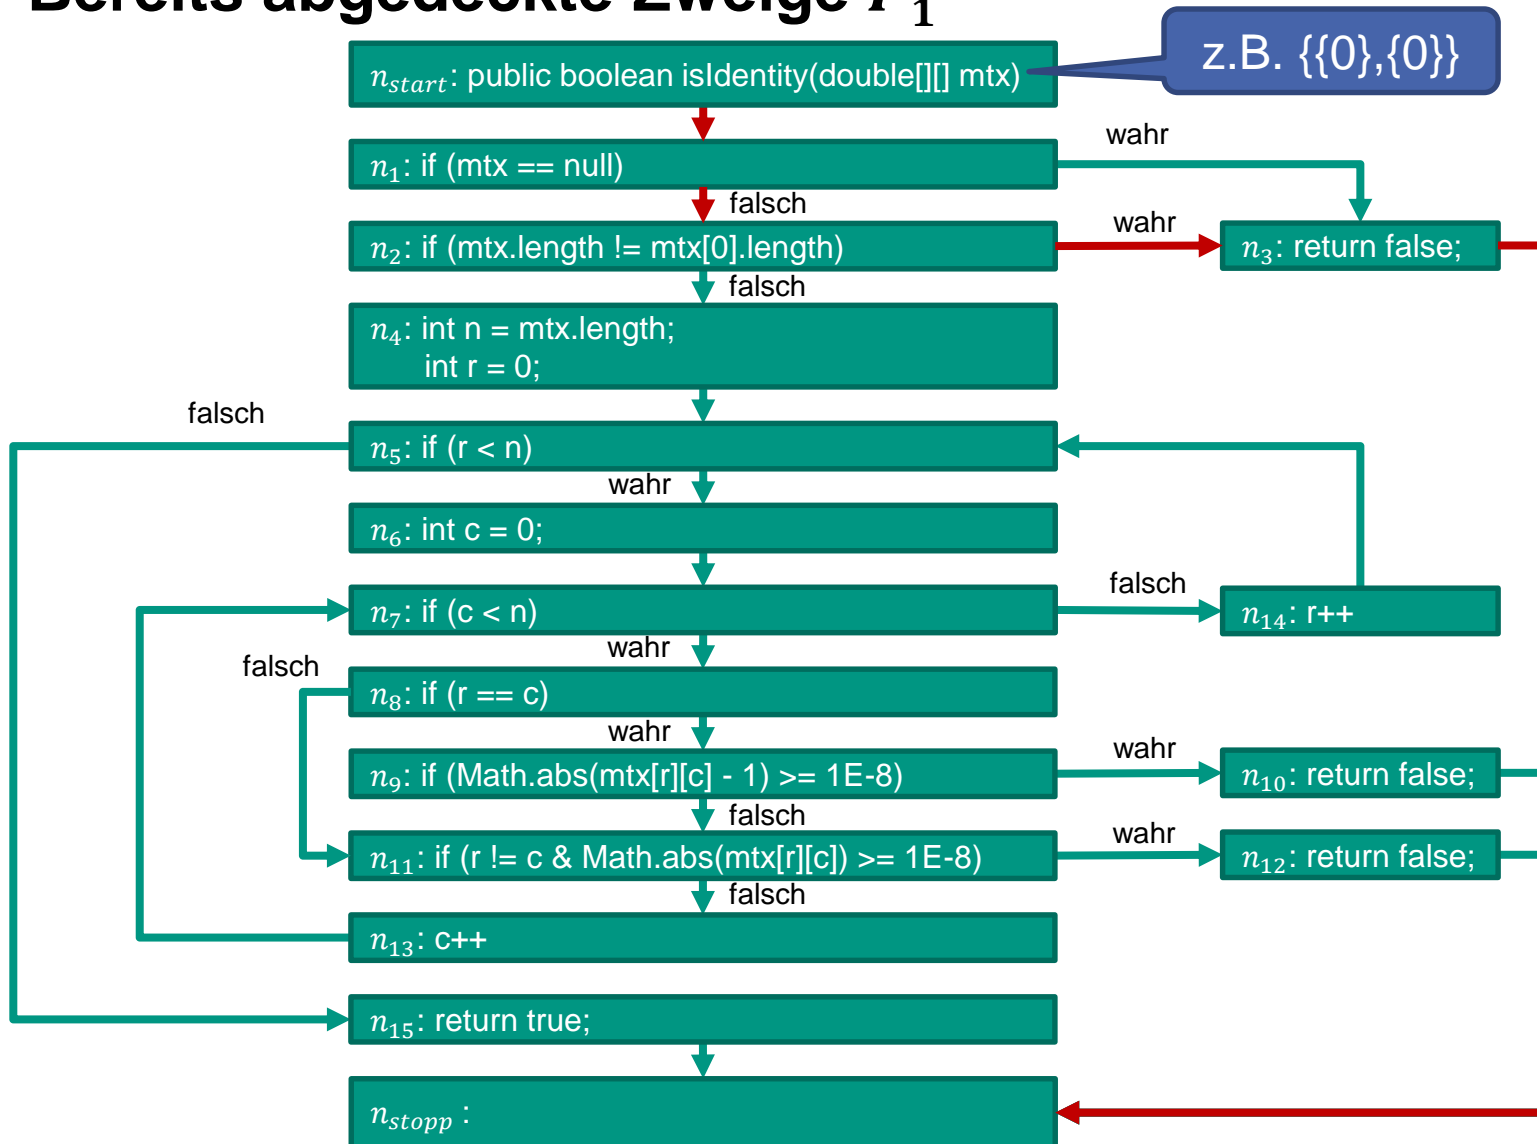 Bereits abgedeckte Zweige P₁
z.B. {{0},{0}}
n_start: public boolean isIdentity(double[][] mtx)
wahr
n₁: if (mtx == null)
falsch
wahr
n₂: if (mtx.length != mtx[0].length)
n₃: return false;
falsch
n₄: int n = mtx.length;
int r = 0;
falsch
n₅: if (r < n)
wahr
n₆: int c = 0;
falsch
n₇: if (c < n)
n₁₄: r++
wahr
falsch
n₈: if (r == c)
wahr
wahr
n₉: if (Math.abs(mtx[r][c] - 1) >= 1E-8)
n₁₀: return false;
falsch
wahr
n₁₁: if (r != c & Math.abs(mtx[r][c]) >= 1E-8)
n₁₂: return false;
falsch
n₁₃: c++
n₁₅: return true;
n_stopp :